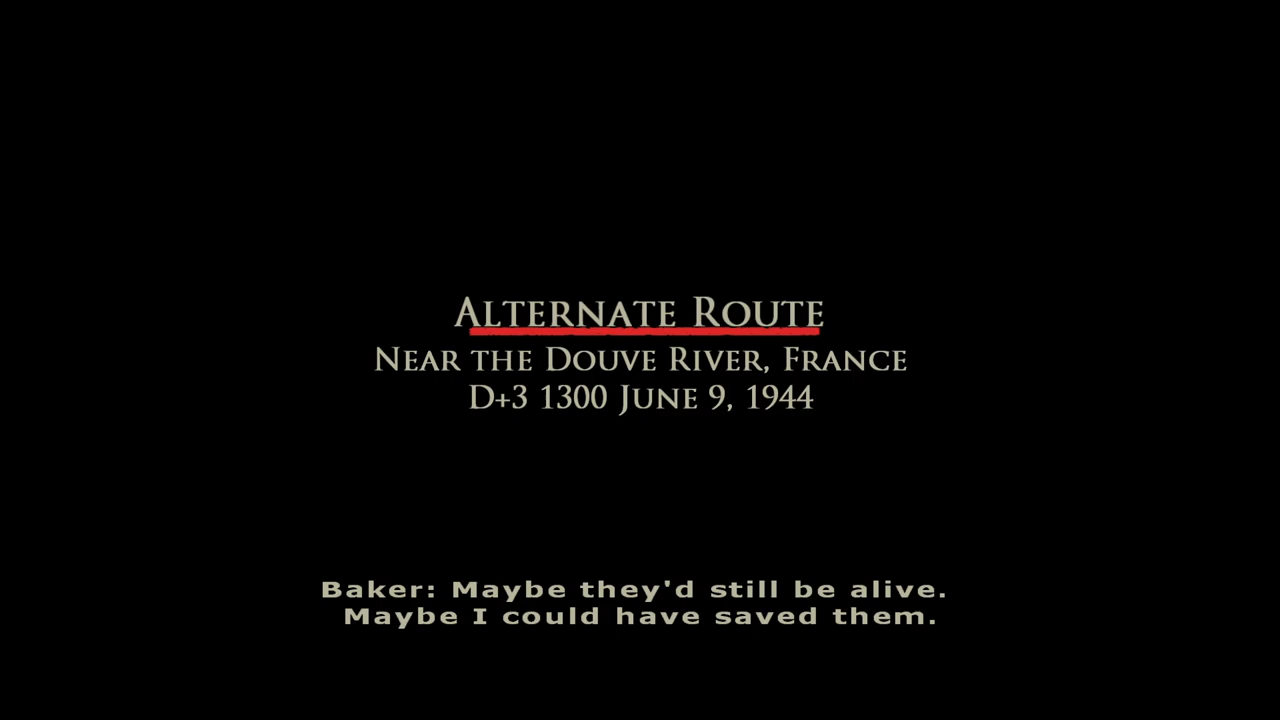 Alternate Route
Near the Douve River, France
D+3 1300 June 9, 1944
Baker: Maybe they'd still be alive.
Maybe I could have saved them.